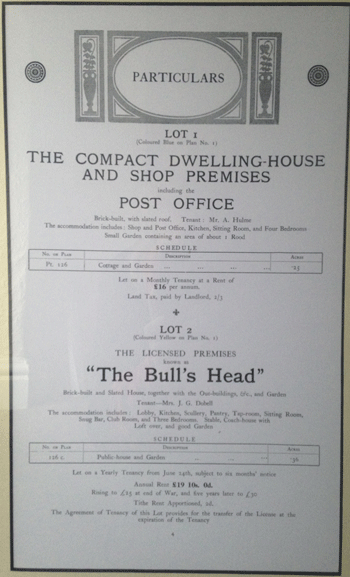 PARTICULARS
LOT 1
(Coloured Blue on Plan No. 1)
THE COMPACT DWELLING-HOUSE
AND SHOP PREMISES
including the
POST OFFICE
Brick-built, with slated roof. Tenant: Mr. A. Hulme
The accommodation includes: Shop and Post Office, Kitchen, Sitting Room, and Four Bedrooms
Small Garden containing an area of about 1 Rood
SCHEDULE
No. on Plan Description Acres
Pt. 126 Cottage and Garden ... ... ... ...
Let on a Monthly Tenancy at a Rent of
£16 per annum.
Land Tax, paid by Landlord, 2/3
LOT 2
(Coloured Yellow on Plan No. 1)
THE LICENSED PREMISES
known as
"The Bull's Head"
Brick-built and Slated House, together with the Out-buildings, Garden
Tenant—Mrs. J. G. Dubell
The accommodation includes: Lobby, Kitchen, Scullery, Pantry, Tap-room, Sitting Room,
Snug Bar, Club Room, and Three Bedrooms. Stable, Coach-house with
Loft over, and good Garden
SCHEDULE
No. on Plan Description Acres
Public-house and Garden ... ... ...
Let on a Yearly Tenancy from June 24th, subject to six months' notice
Annual Rent £19 10s. 0d.
Rising to £25 at end of War, and five years later to £30
Tithe Rent Apportioned, 2d.
The Agreement of Tenancy of this Lot provides for the transfer of the Licence at the
expiration of the Tenancy